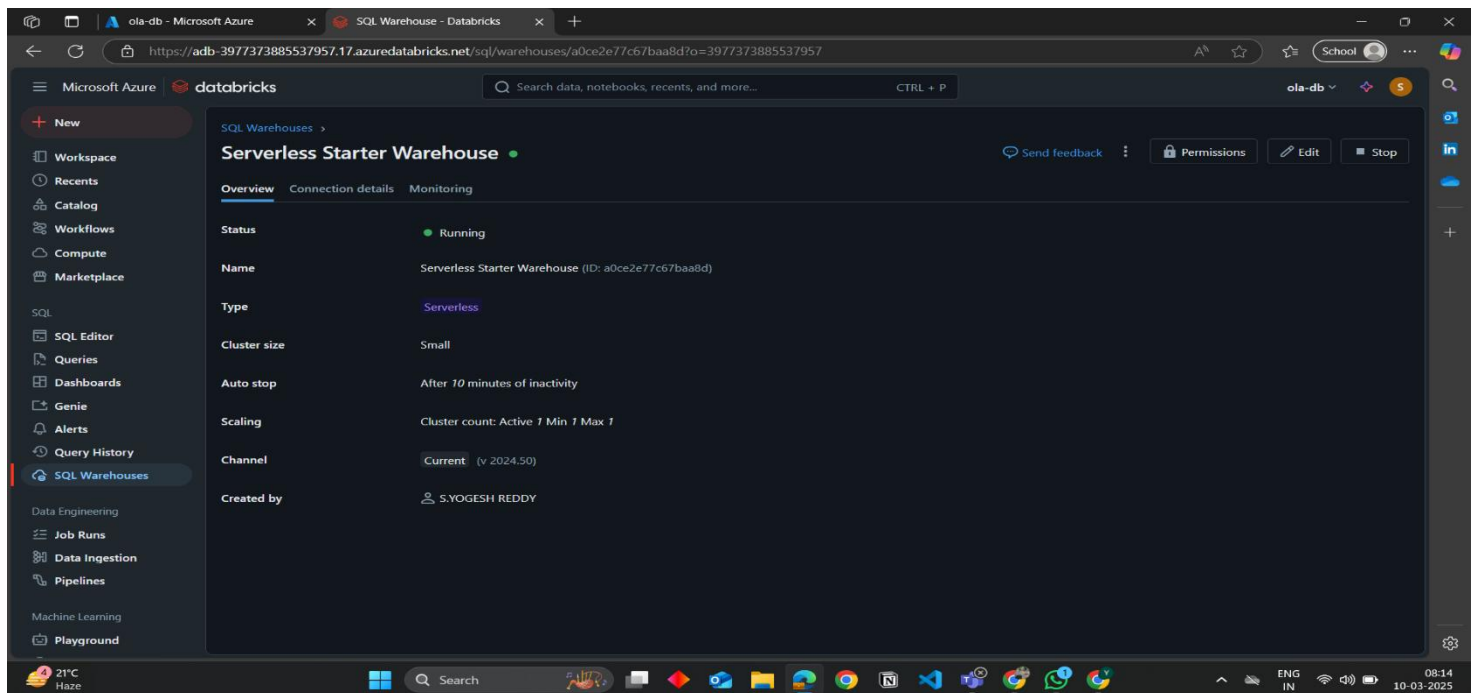 ola-db - Microsoft Azure
SQL Warehouse - Databricks
https://adb-3977373885537957.17.azuredatabricks.net/sql/warehouses/a0ce2e77c67baa8d?o=3977373885537957
School
Microsoft Azure
databricks
Search data, notebooks, recents, and more...
CTRL + P
ola-db
S
New
Workspace
Recents
Catalog
Workflows
Compute
Marketplace
SQL
SQL Editor
Queries
Dashboards
Genie
Alerts
Query History
SQL Warehouses
Data Engineering
Job Runs
Data Ingestion
Pipelines
Machine Learning
Playground
SQL Warehouses ›
Serverless Starter Warehouse
Send feedback
Permissions
Edit
Stop
Overview Connection details Monitoring
Status Running
Name Serverless Starter Warehouse (ID: a0ce2e77c67baa8d)
Type Serverless
Cluster size Small
Auto stop After 10 minutes of inactivity
Scaling Cluster count: Active 1 Min 1 Max 1
Channel Current (v 2024.50)
Created by S.YOGESH REDDY
4
21°C
Haze
Search
1
ENG
IN
08:14
10-03-2025